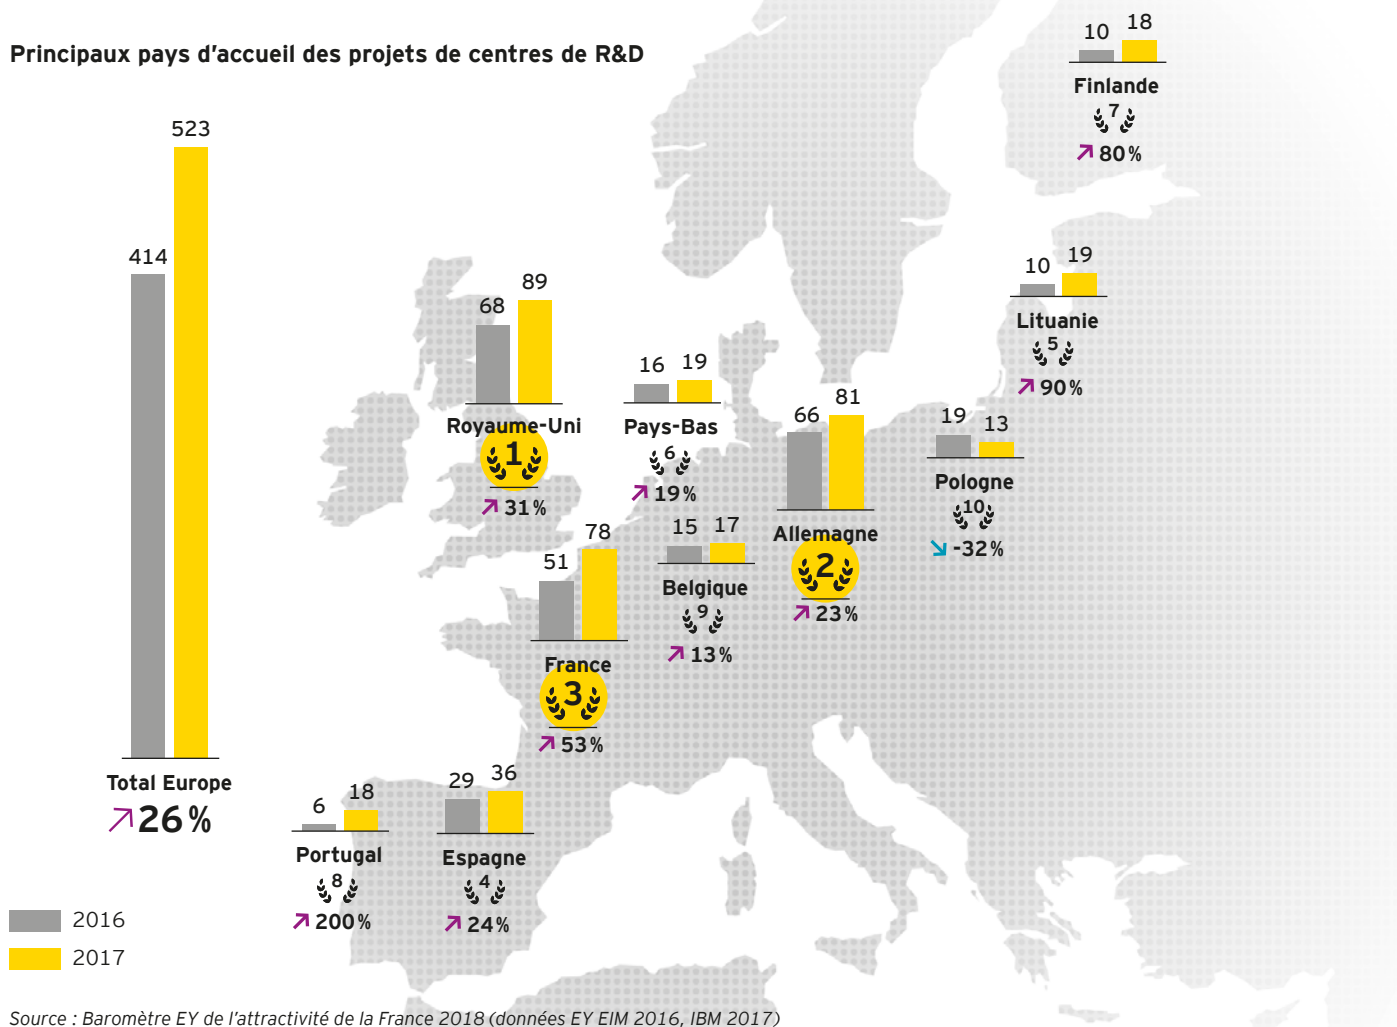 Principaux pays d’accueil des projets de centres de R&D
10 18
Finlande
7
80%
523
414
Total Europe
26%
10 19
Lituanie
5
90%
68 89
Royaume-Uni
1
31%
16 19
Pays-Bas
6
19%
66 81
Allemagne
2
23%
19 13
Pologne
10
-32%
15 17
Belgique
9
13%
51 78
France
3
53%
6 18
Portugal
8
200%
29 36
Espagne
4
24%
2016
2017
Source : Baromètre EY de l’attractivité de la France 2018 (données EY EIM 2016, IBM 2017)